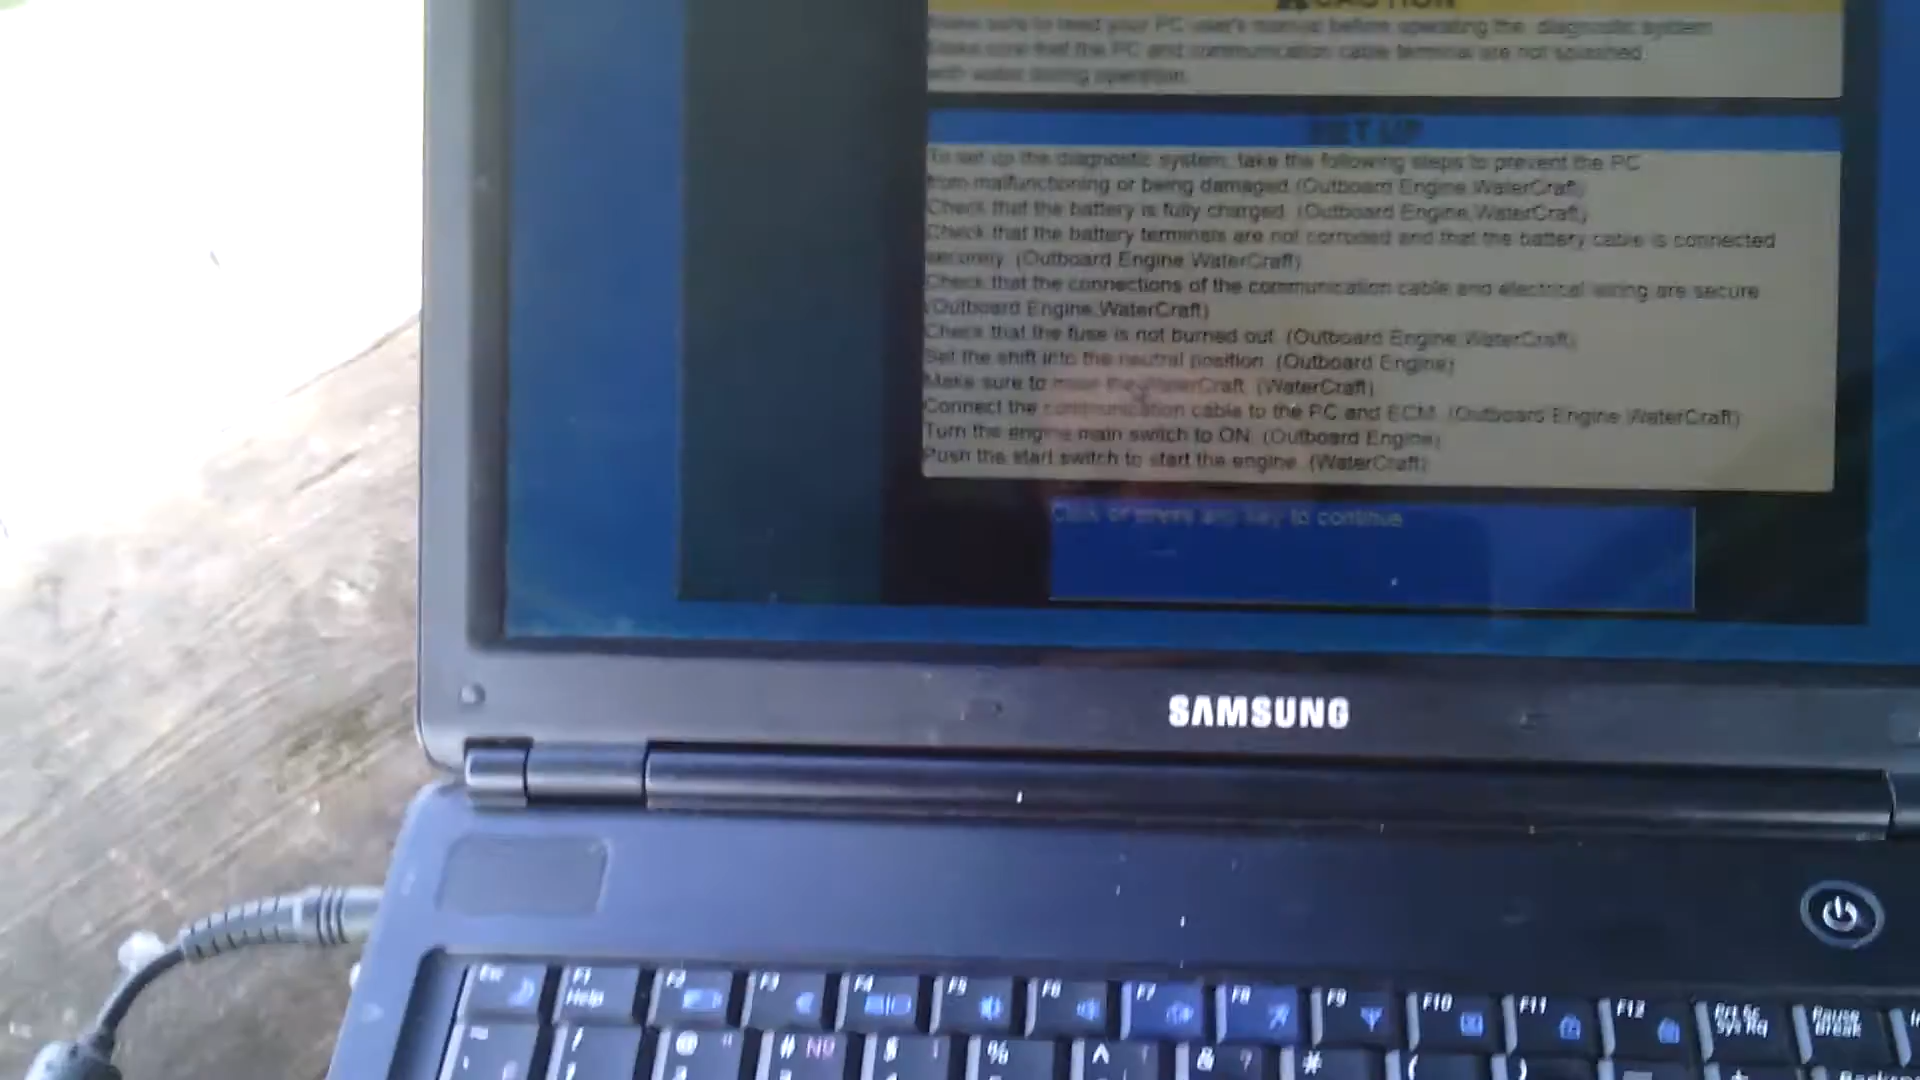 CAUTION
Make sure to read your PC user's manual before operating the diagnostic system
Make sure that the PC and communication cable terminal are not splashed
with water during operation.
SET UP
To set up the diagnostic system, take the following steps to prevent the PC
from malfunctioning or being damaged.(Outboard Engine,WaterCraft)
Check that the battery is fully charged. (Outboard Engine,WaterCraft)
Check that the battery terminals are not corroded and that the battery cable is connected
securely. (Outboard Engine,WaterCraft)
Check that the connections of the communication cable and electrical wiring are secure
(Outboard Engine,WaterCraft)
Check that the fuse is not burned out. (Outboard Engine,WaterCraft)
Set the shift into the neutral position. (Outboard Engine)
Make sure to the WaterCraft. (WaterCraft)
Connect the communication cable to the PC and ECM. (Outboard Engine,WaterCraft)
Turn the engine main switch to ON. (Outboard Engine)
Push the start switch to start the engine. (WaterCraft)
Click or press any key to continue
SAMSUNG
Esc F1 F2 F3 F4 F5 F6 F7 F8 F9 F10 F11 F12 Prt Sc Pause
Help Sys Rq Break
~ ! @ " # № $ % ^ & ? * ( )
Backspace